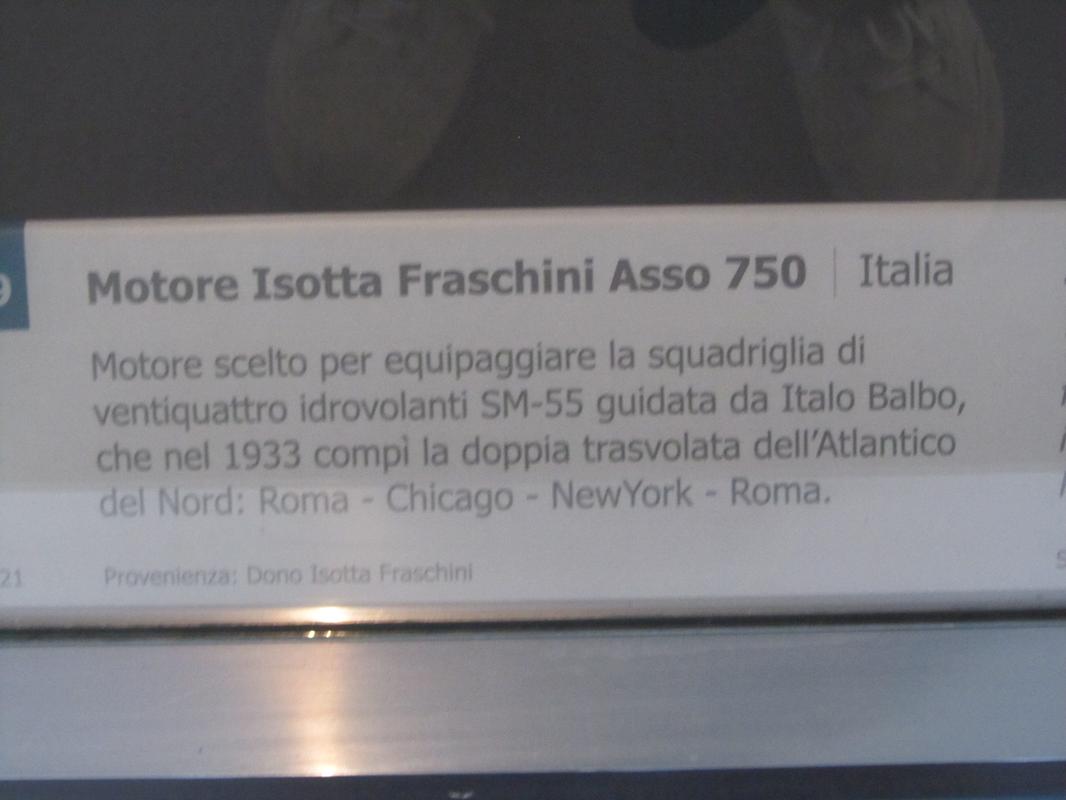 9
Motore Isotta Fraschini Asso 750 | Italia
Motore scelto per equipaggiare la squadriglia di
ventiquattro idrovolanti SM-55 guidata da Italo Balbo,
che nel 1933 compì la doppia trasvolata dell'Atlantico
del Nord: Roma - Chicago - NewYork - Roma.
21
Provenienza: Dono Isotta Fraschini